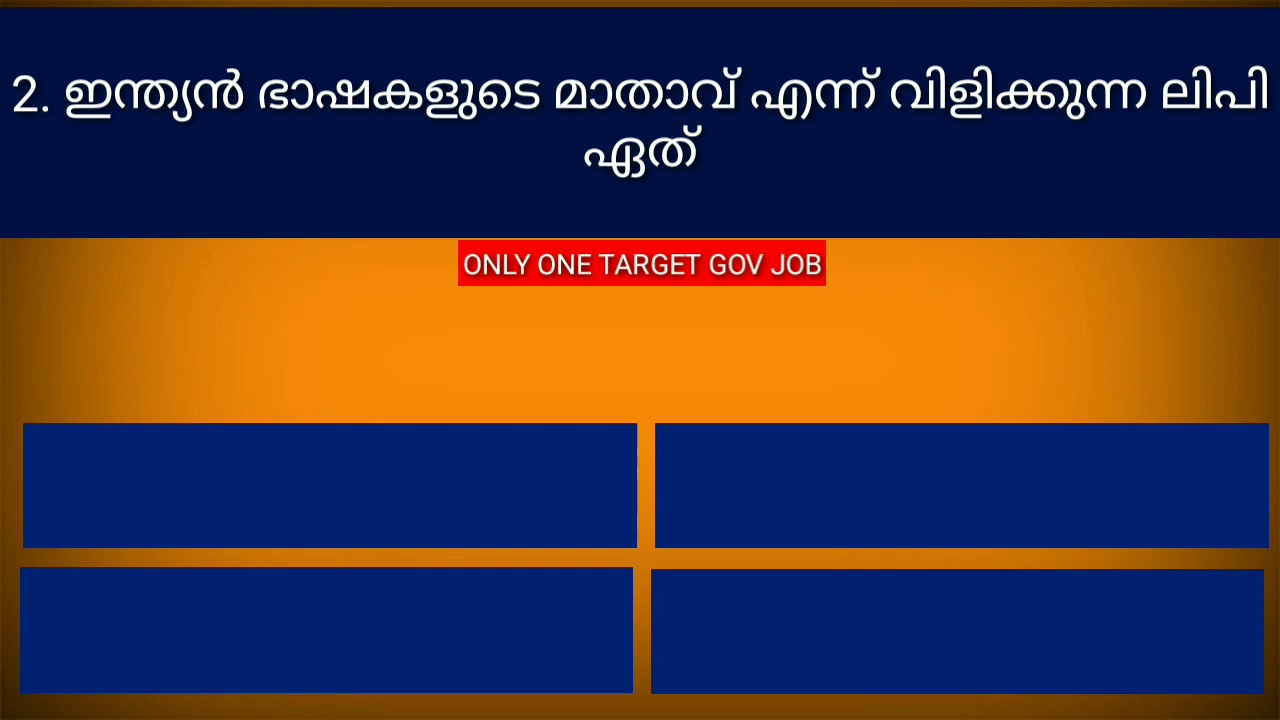 2. ഇന്ത്യൻ ഭാഷകളുടെ മാതാവ് എന്ന് വിളിക്കുന്ന ലിപി
ഏത്
ONLY ONE TARGET GOV JOB